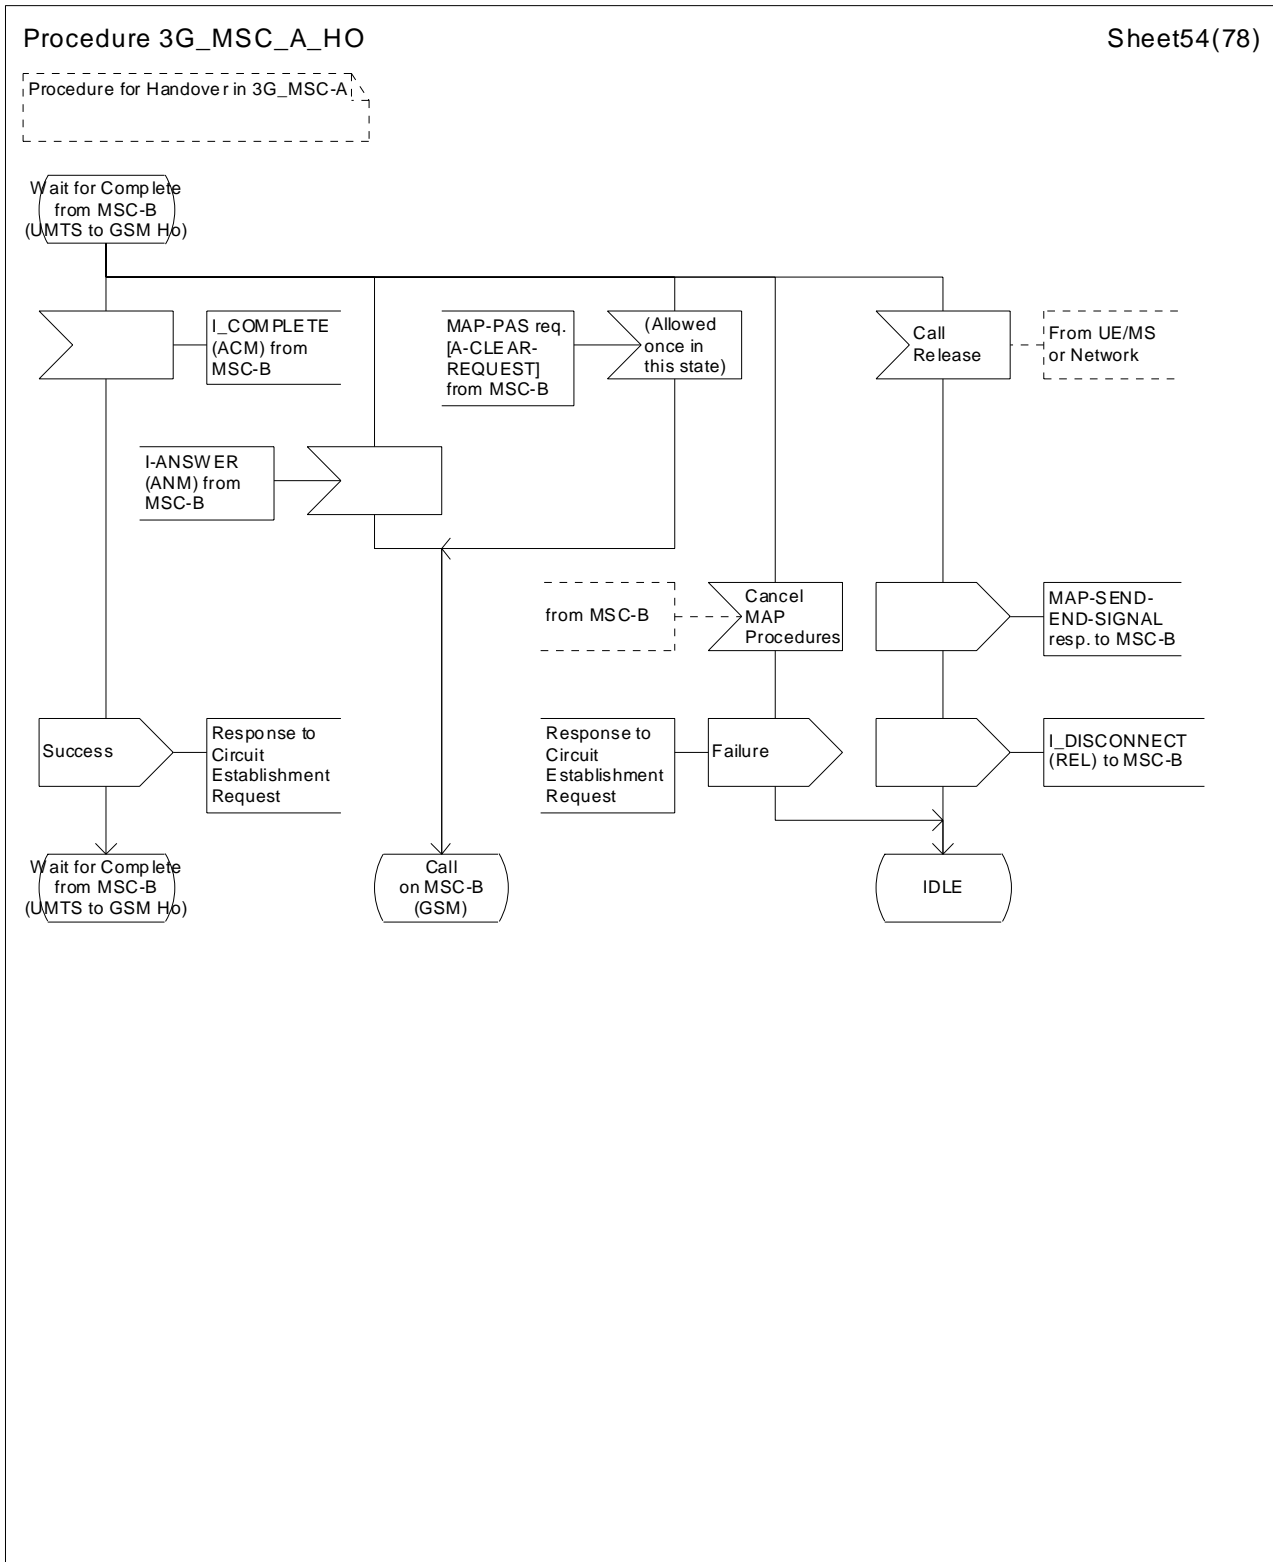 Procedure 3G_MSC_A_HO
Sheet54(78)
Procedure for Handover in 3G_MSC-A
Wait for Complete
from MSC-B
(UMTS to GSM Ho)
I_COMPLETE
(ACM) from
MSC-B
MAP-PAS req.
[A-CLEAR-
REQUEST]
from MSC-B
(Allowed
once in
this state)
Call
Release
From UE/MS
or Network
I-ANSWER
(ANM) from
MSC-B
from MSC-B
Cancel
MAP
Procedures
MAP-SEND-
END-SIGNAL
resp. to MSC-B
Success
Response to
Circuit
Establishment
Request
Response to
Circuit
Establishment
Request
Failure
I_DISCONNECT
(REL) to MSC-B
Wait for Complete
from MSC-B
(UMTS to GSM Ho)
Call
on MSC-B
(GSM)
IDLE